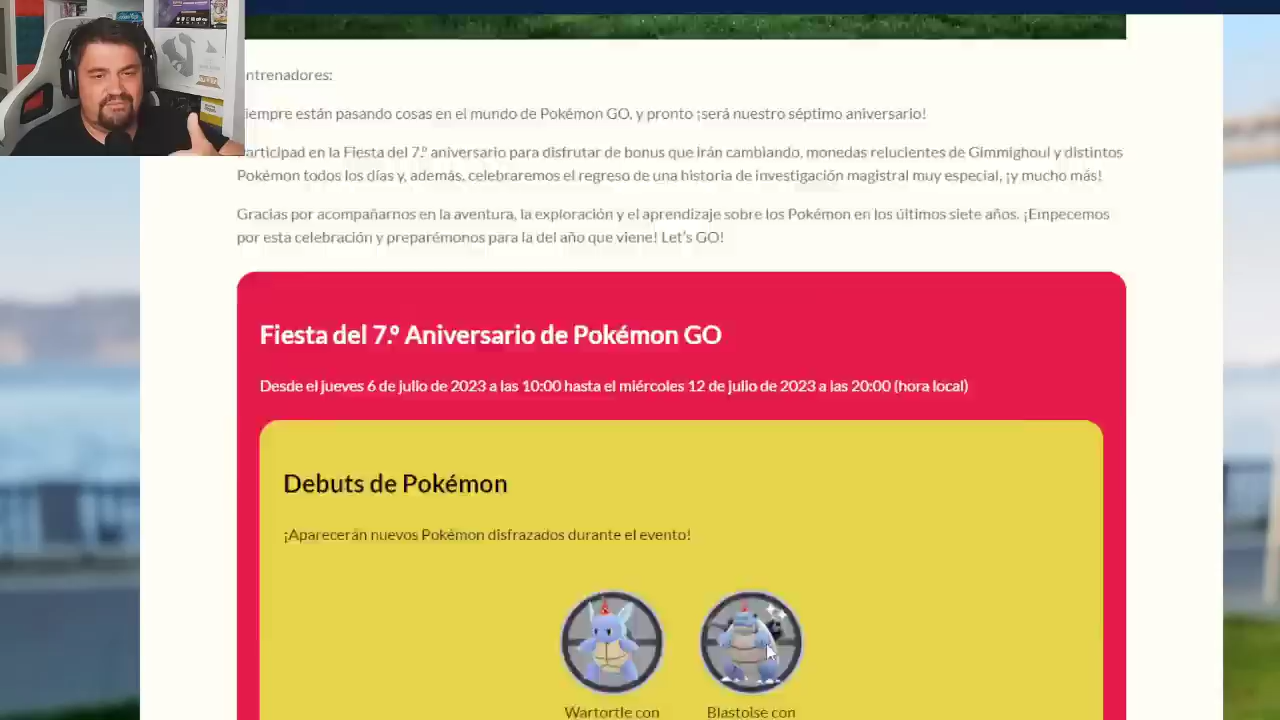 ntrenadores:
iempre están pasando cosas en el mundo de Pokémon GO, y pronto ¡será nuestro séptimo aniversario!
articipad en la Fiesta del 7.º aniversario para disfrutar de bonus que irán cambiando, monedas relucientes de Gimmighoul y distintos
Pokémon todos los días y, además, celebraremos el regreso de una historia de investigación magistral muy especial, ¡y mucho más!
Gracias por acompañarnos en la aventura, la exploración y el aprendizaje sobre los Pokémon en los últimos siete años. ¡Empecemos
por esta celebración y preparémonos para la del año que viene! Let's GO!
Fiesta del 7.º Aniversario de Pokémon GO
Desde el jueves 6 de julio de 2023 a las 10:00 hasta el miércoles 12 de julio de 2023 a las 20:00 (hora local)
Debuts de Pokémon
¡Aparecerán nuevos Pokémon disfrazados durante el evento!
Wartortle con
Blastoise con